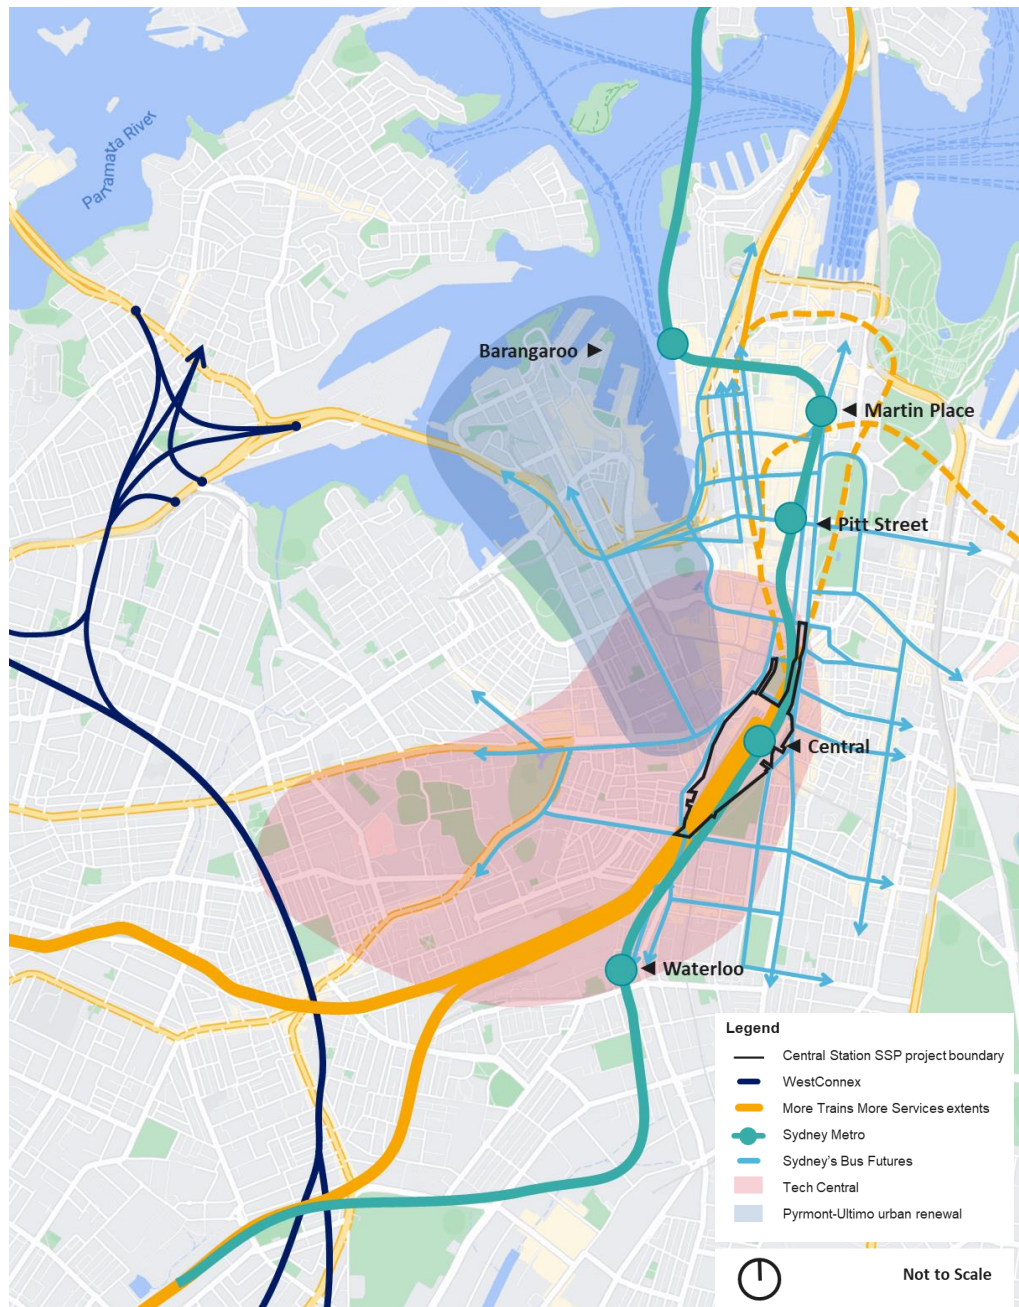 Parramatta River
Barangaroo
Martin Place
Pitt Street
Central
Waterloo
Legend
Central Station SSP project boundary
WestConnex
More Trains More Services extents
Sydney Metro
Sydney's Bus Futures
Tech Central
Pyrmont-Ultimo urban renewal
Not to Scale